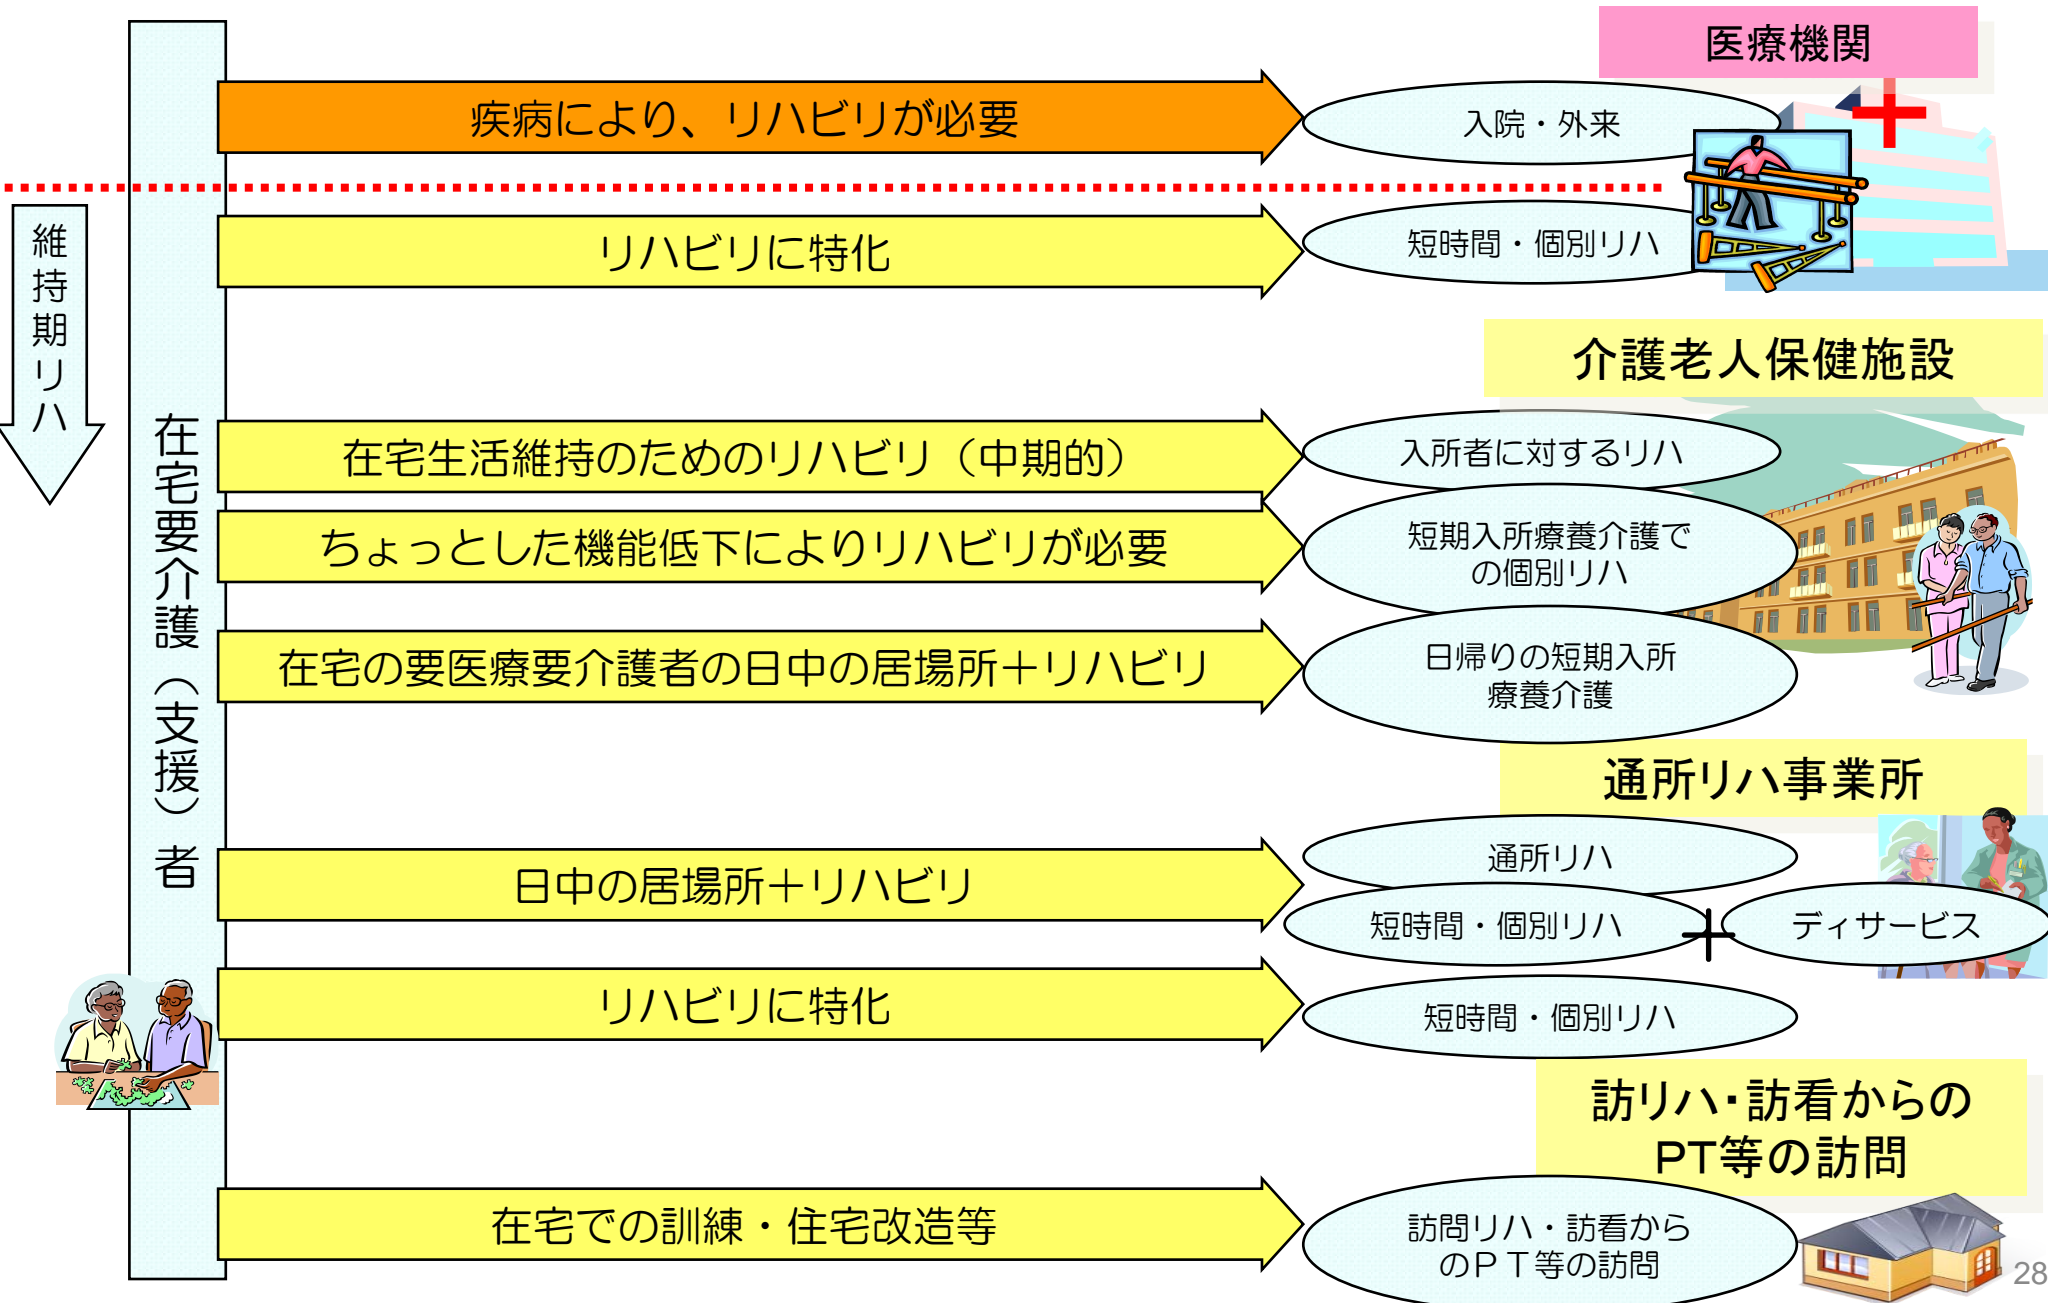 医療機関
疾病により、リハビリが必要
入院・外来
維持期リハ
リハビリに特化
短時間・個別リハ
介護老人保健施設
在宅要介護（支援）者
在宅生活維持のためのリハビリ（中期的）
入所者に対するリハ
ちょっとした機能低下によりリハビリが必要
短期入所療養介護で
の個別リハ
在宅の要医療要介護者の日中の居場所＋リハビリ
日帰りの短期入所
療養介護
通所リハ事業所
日中の居場所＋リハビリ
通所リハ
短時間・個別リハ
＋
ディサービス
リハビリに特化
短時間・個別リハ
訪リハ・訪看からの
PT等の訪問
在宅での訓練・住宅改造等
訪問リハ・訪看から
のＰＴ等の訪問
28